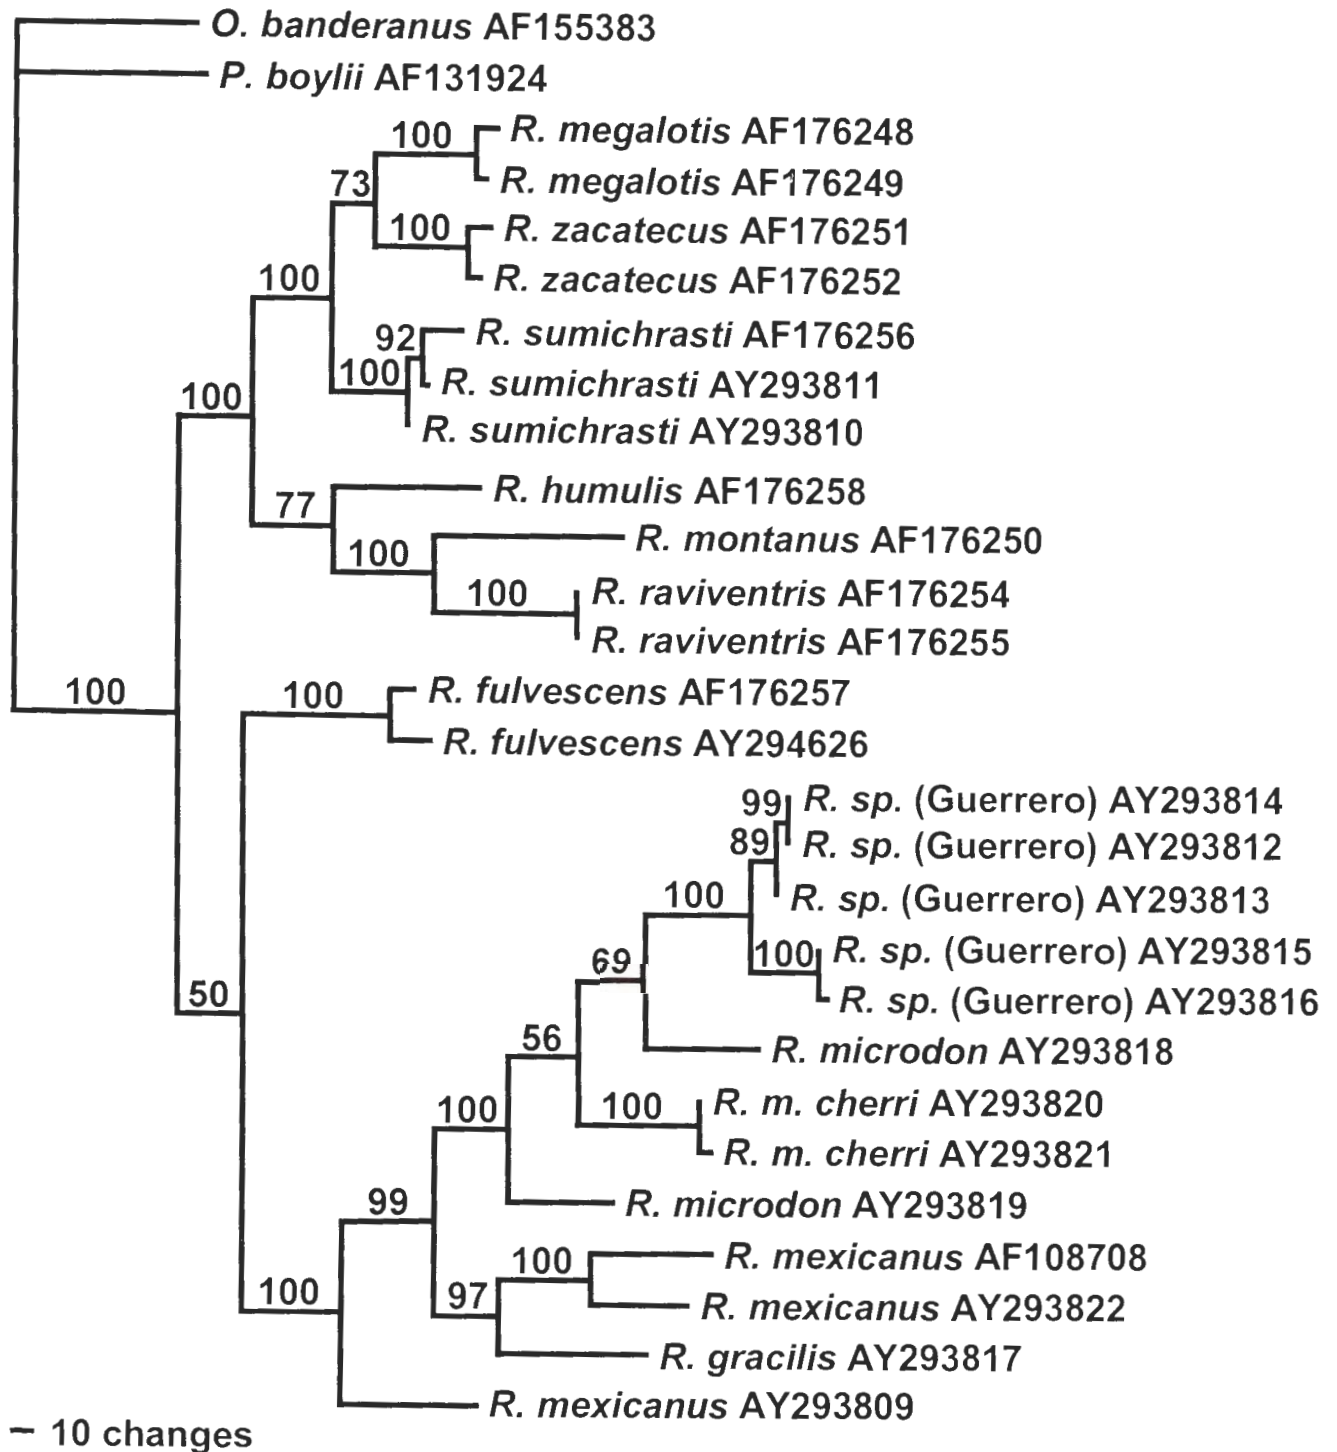 O. banderanus AF155383
P. boylii AF131924
100
R. megalotis AF176248
R. megalotis AF176249
73
100
R. zacatecus AF176251
R. zacatecus AF176252
100
92
R. sumichrasti AF176256
100
R. sumichrasti AY293811
R. sumichrasti AY293810
100
R. humulis AF176258
77
R. montanus AF176250
100
100
R. raviventris AF176254
R. raviventris AF176255
100
100
R. fulvescens AF176257
R. fulvescens AY294626
99
R. sp. (Guerrero) AY293814
89
R. sp. (Guerrero) AY293812
100
R. sp. (Guerrero) AY293813
100
R. sp. (Guerrero) AY293815
69
50
R. sp. (Guerrero) AY293816
56
R. microdon AY293818
100
100
R. m. cherri AY293820
R. m. cherri AY293821
99
R. microdon AY293819
100
R. mexicanus AF108708
100
97
R. mexicanus AY293822
R. gracilis AY293817
R. mexicanus AY293809
10 changes